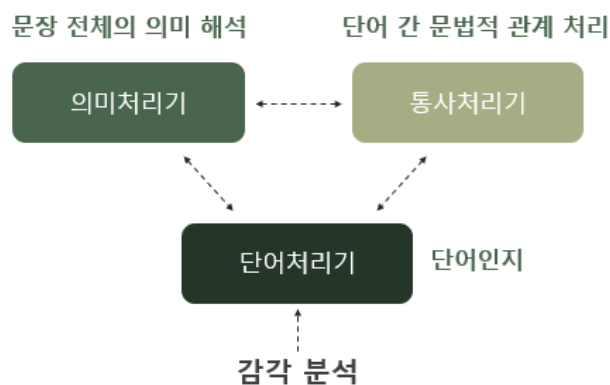 문장 전체의 의미 해석
단어 간 문법적 관계 처리
의미처리기
통사처리기
단어처리기
단어인지
감각 분석